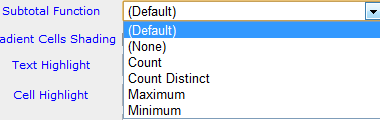 Subtotal Function (Default)
(Default)
adient Cells Shading
(None)
Text Highlight
Count
Count Distinct
Cell Highlight
Maximum
Minimum